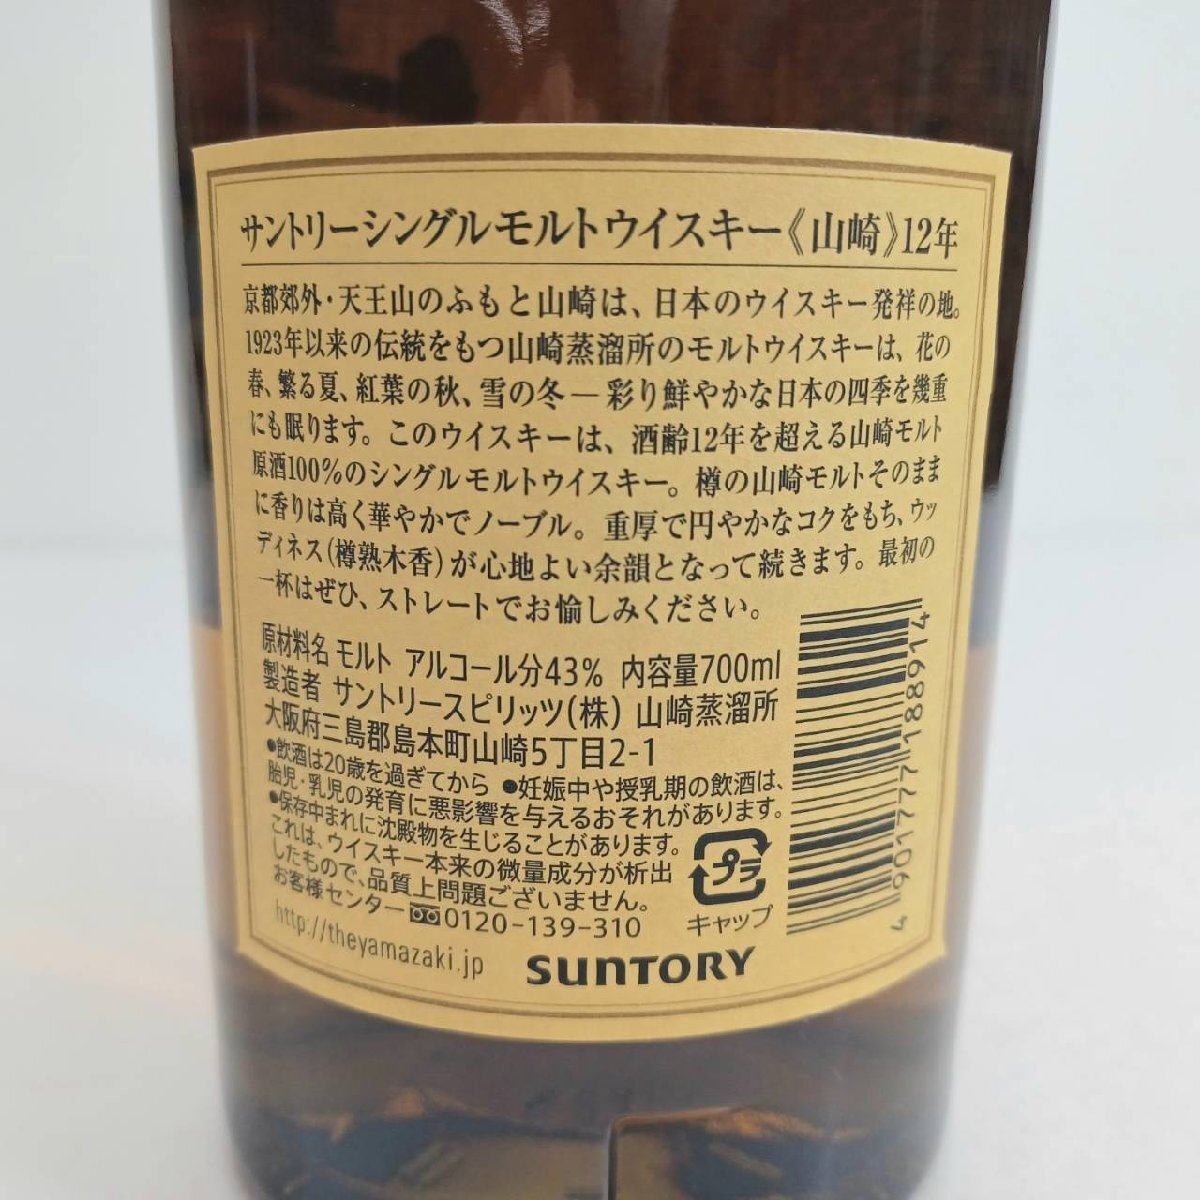 サントリーシングルモルトウイスキー《山崎》12年
京都郊外・天王山のふもと山崎は、日本のウイスキー発祥の地。
1923年以来の伝統をもつ山崎蒸溜所のモルトウイスキーは、花の
春、繁る夏、紅葉の秋、雪の冬—彩り鮮やかな日本の四季を幾重
にも眠ります。このウイスキーは、酒齢12年を超える山崎モルト
原酒100%のシングルモルトウイスキー。樽の山崎モルトそのまま
に香りは高く華やかでノーブル。重厚で円やかなコクをもち、ウッ
ディネス(樽熟木香)が心地よい余韻となって続きます。最初の
一杯はぜひ、ストレートでお愉しみください。
原材料名 モルト アルコール分43% 内容量700ml
製造者 サントリースピリッツ(株) 山崎蒸溜所
大阪府三島郡島本町山崎5丁目2-1
●飲酒は20歳を過ぎてから ●妊娠中や授乳期の飲酒は、
胎児・乳児の発育に悪影響を与えるおそれがあります。
●保存中まれに沈殿物を生じることがあります。
これは、ウイスキー本来の微量成分が析出
したもので、品質上問題ございません。
お客様センター 0120-139-310
http://theyamazaki.jp
SUNTORY
プラ
キャップ
4901777188914